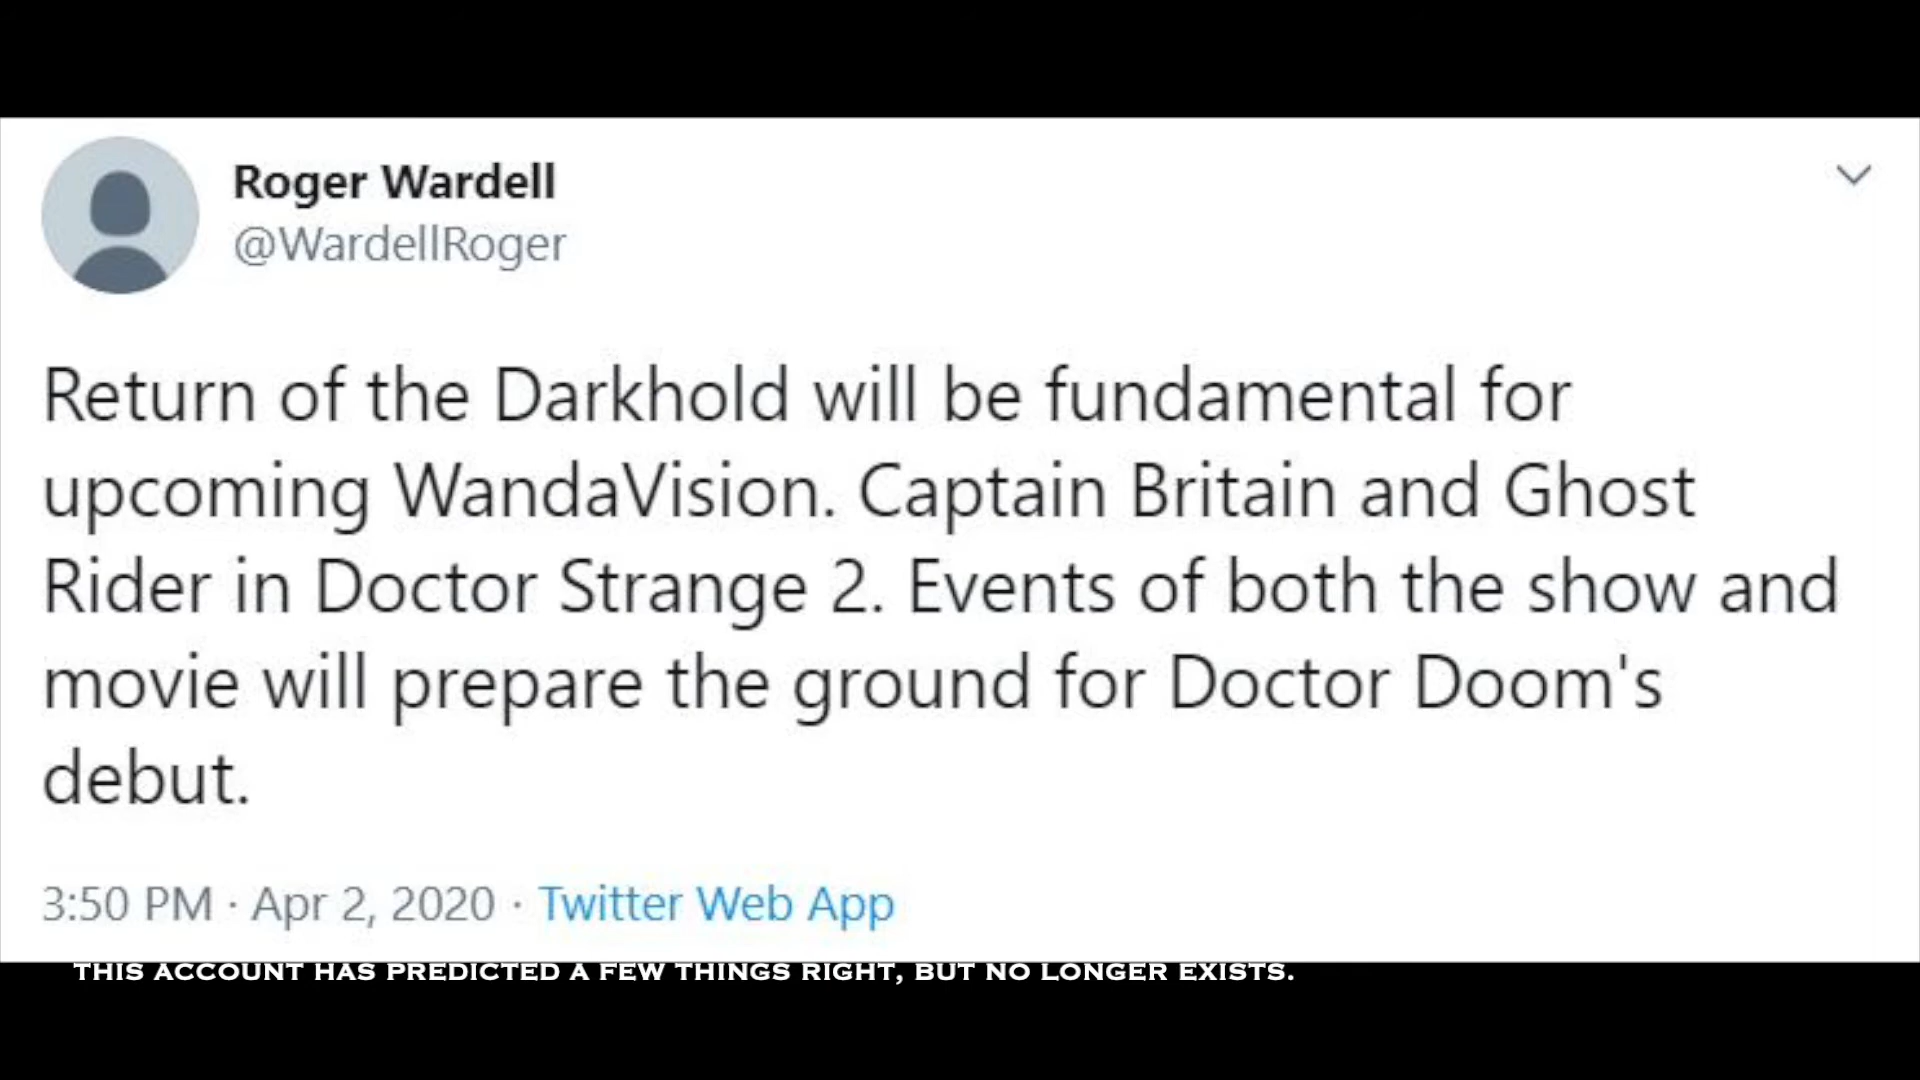 Roger Wardell
@WardellRoger
Return of the Darkhold will be fundamental for
upcoming WandaVision. Captain Britain and Ghost
Rider in Doctor Strange 2. Events of both the show and
movie will prepare the ground for Doctor Doom's
debut.
3:50 PM · Apr 2, 2020 · Twitter Web App
THIS ACCOUNT HAS PREDICTED A FEW THINGS RIGHT, BUT NO LONGER EXISTS.